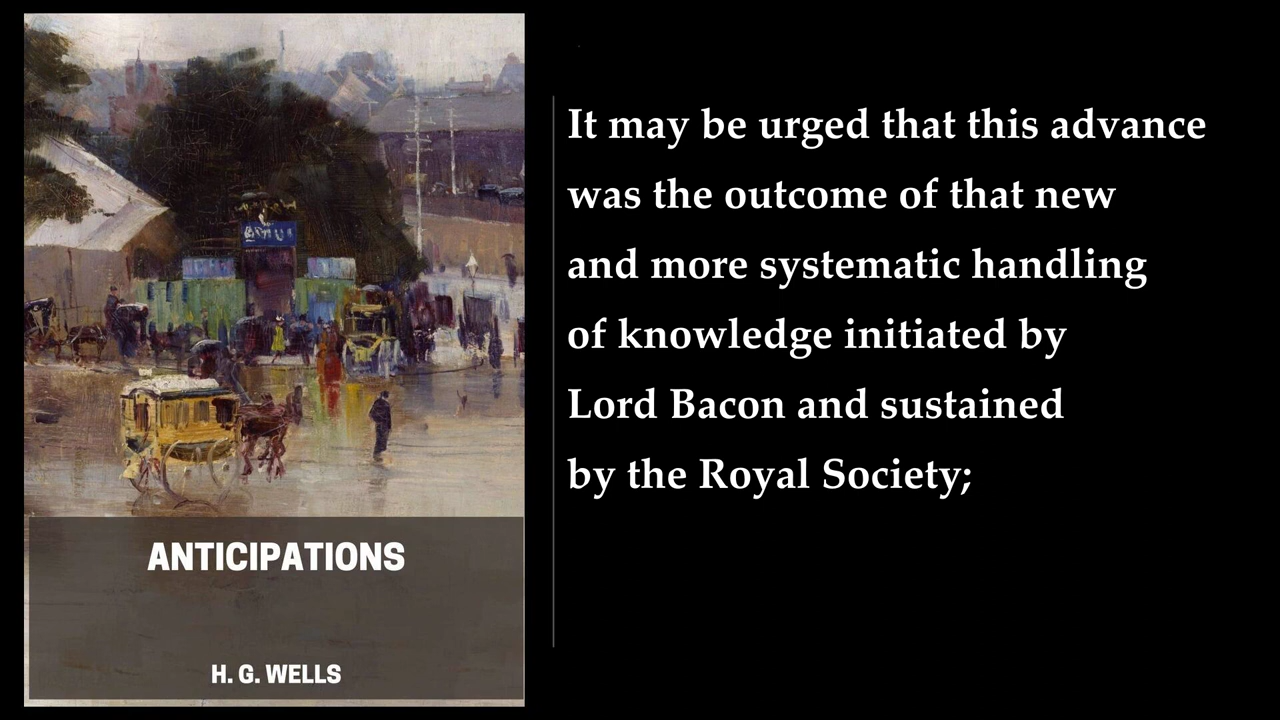 ANTICIPATIONS
H. G. WELLS
It may be urged that this advance
was the outcome of that new
and more systematic handling
of knowledge initiated by
Lord Bacon and sustained
by the Royal Society;